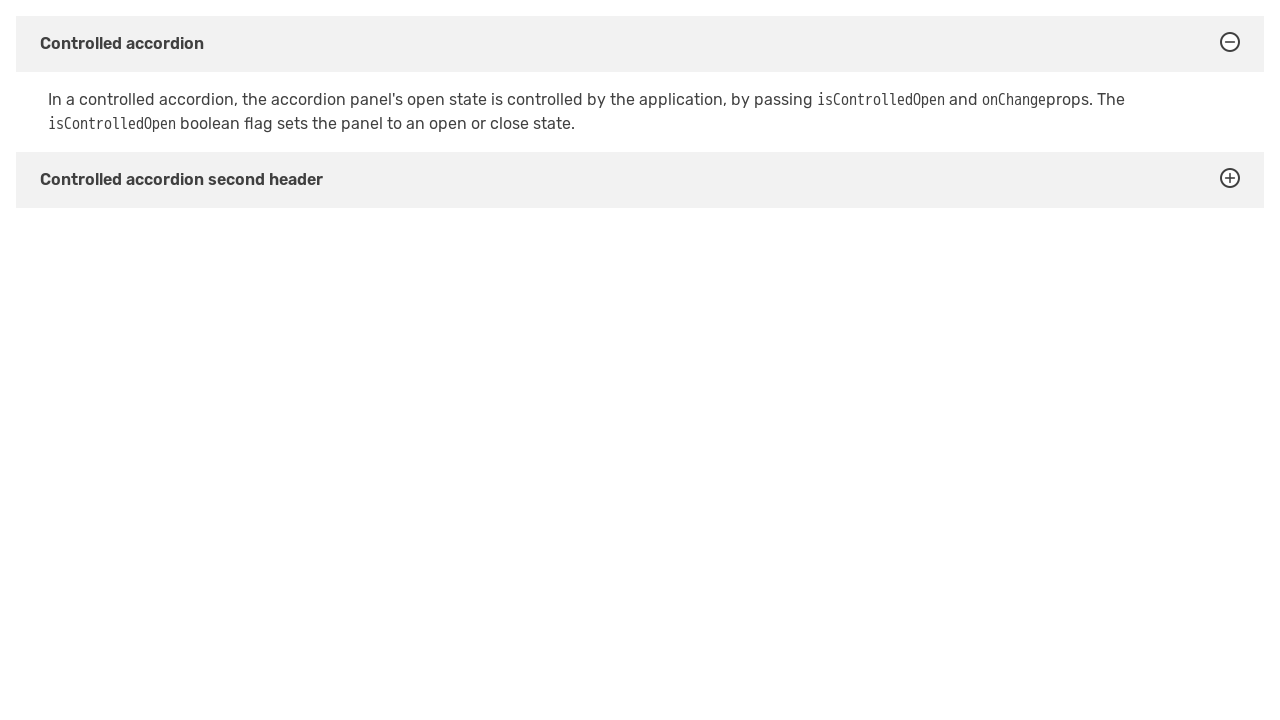 Controlled accordion
In a controlled accordion, the accordion panel's open state is controlled by the application, by passing isControlledOpen and onChangeprops. The
isControlledOpen boolean flag sets the panel to an open or close state.
Controlled accordion second header